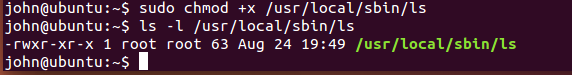 john@ubuntu:~$ sudo chmod +x /usr/local/sbin/ls
john@ubuntu:~$ ls -l /usr/local/sbin/ls
-rwxr-xr-x 1 root root 63 Aug 24 19:49 /usr/local/sbin/ls
john@ubuntu:~$